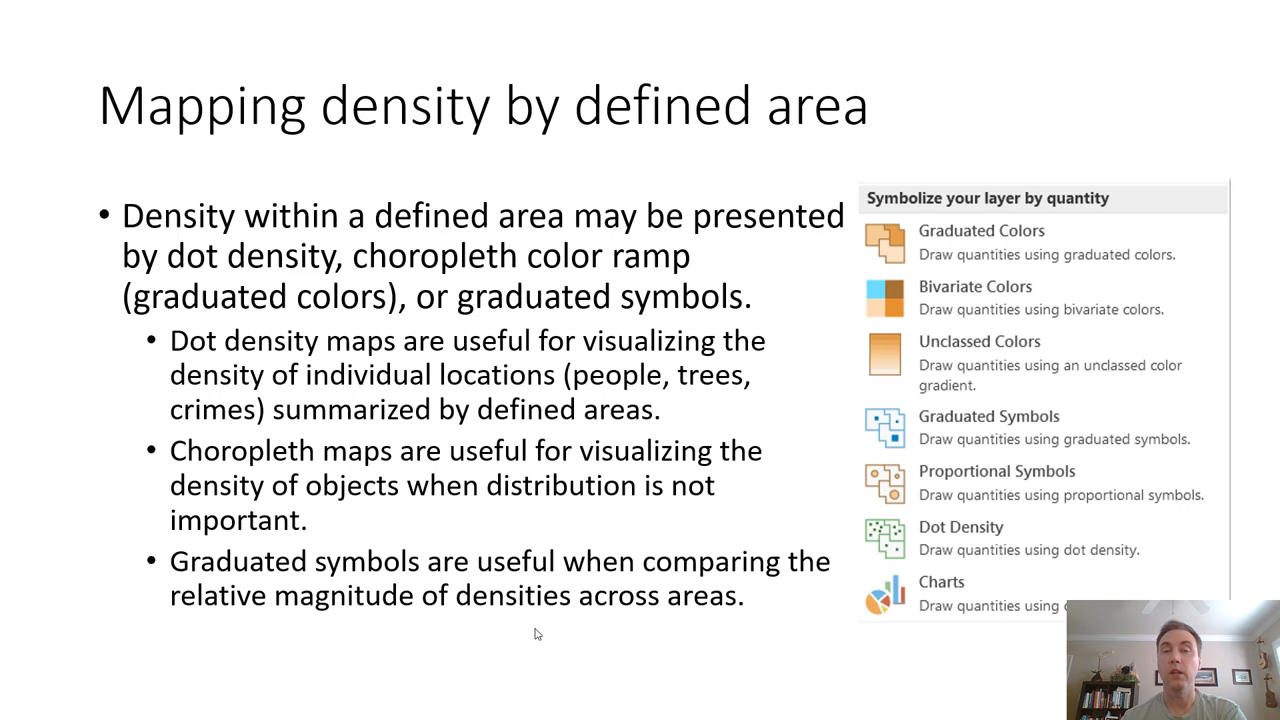 Mapping density by defined area
• Density within a defined area may be presented
by dot density, choropleth color ramp
(graduated colors), or graduated symbols.
• Dot density maps are useful for visualizing the
density of individual locations (people, trees,
crimes) summarized by defined areas.
• Choropleth maps are useful for visualizing the
density of objects when distribution is not
important.
• Graduated symbols are useful when comparing the
relative magnitude of densities across areas.
Symbolize your layer by quantity
Graduated Colors
Draw quantities using graduated colors.
Bivariate Colors
Draw quantities using bivariate colors.
Unclassed Colors
Draw quantities using an unclassed color
gradient.
Graduated Symbols
Draw quantities using graduated symbols.
Proportional Symbols
Draw quantities using proportional symbols.
Dot Density
Draw quantities using dot density.
Charts
Draw quantities using